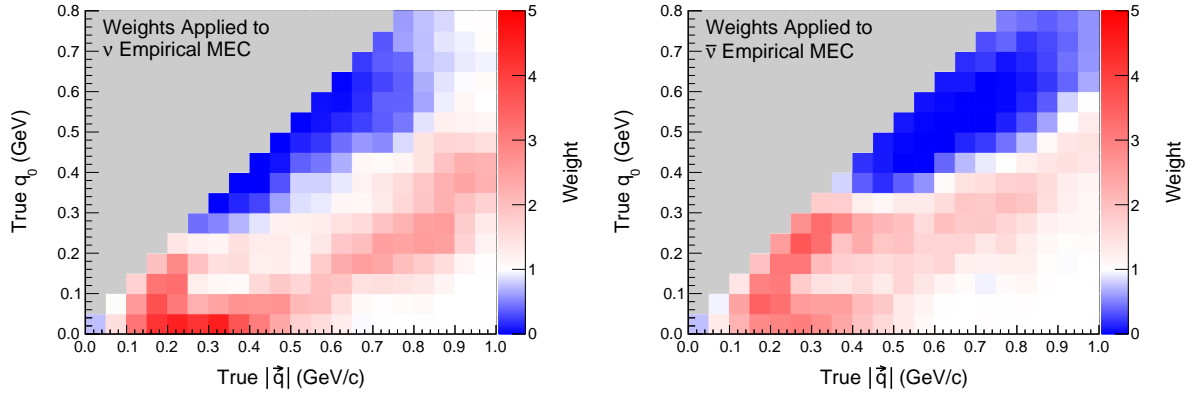 Weights Applied to
ν Empirical MEC
True q₀ (GeV)
0.8
0.7
0.6
0.5
0.4
0.3
0.2
0.1
0.0
0.0 0.1 0.2 0.3 0.4 0.5 0.6 0.7 0.8 0.9 1.0
True |q⃗| (GeV/c)
5
4
3
2
1
0
Weight
Weights Applied to
ν̅ Empirical MEC
True q₀ (GeV)
0.8
0.7
0.6
0.5
0.4
0.3
0.2
0.1
0.0
0.0 0.1 0.2 0.3 0.4 0.5 0.6 0.7 0.8 0.9 1.0
True |q⃗| (GeV/c)
5
4
3
2
1
0
Weight